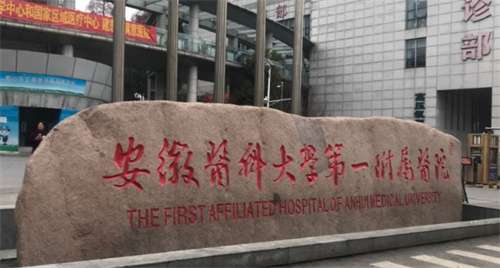 学中心和国家区域医疗中心
诊部
安徽医科大学第一附属医院
THE FIRST AFFILIATED HOSPITAL OF ANHUI MEDICAL UNIVERSITY